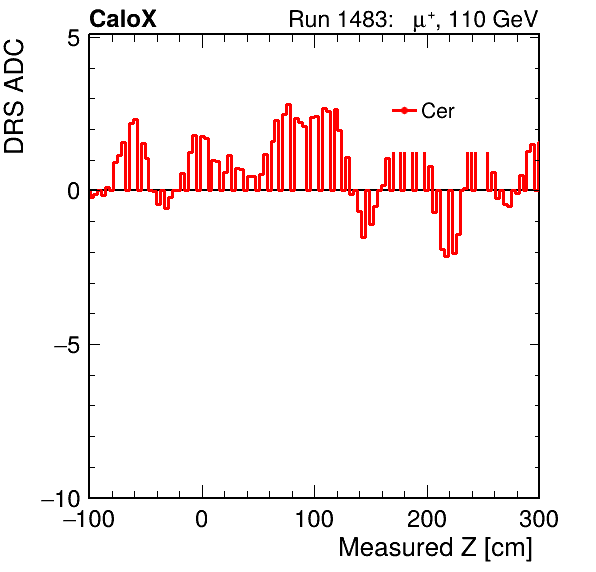 CaloX Run 1483: μ⁺, 110 GeV
DRS ADC
5
Cer
0
−5
−10
−100 0 100 200 300
Measured Z [cm]